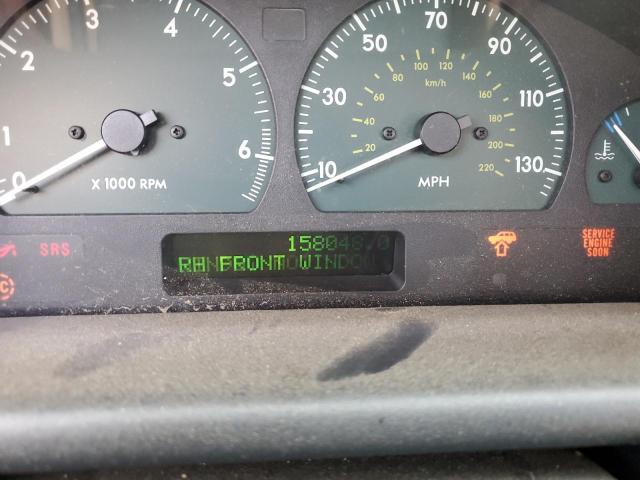 0 1 2 3 4 5 6
X 1000 RPM
10 30 50 70 90 110 130
20 40 60 80 100 120 140 160 180 200 220
km/h
MPH
SRS
158048.0
RH FRONT WINDOW
SERVICE
ENGINE
SOON